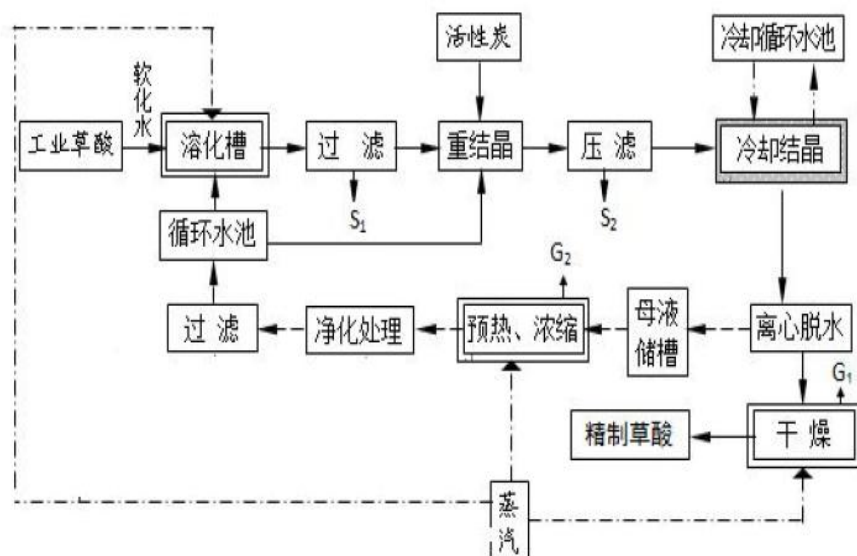 活性炭
冷却循环水池
软化水
工业草酸
溶化槽
过 滤
重结晶
压 滤
冷却结晶
S₁
S₂
循环水池
G₂
过 滤
净化处理
预热、浓缩
母液
储槽
离心脱水
G₁
精制草酸
干 燥
蒸
汽